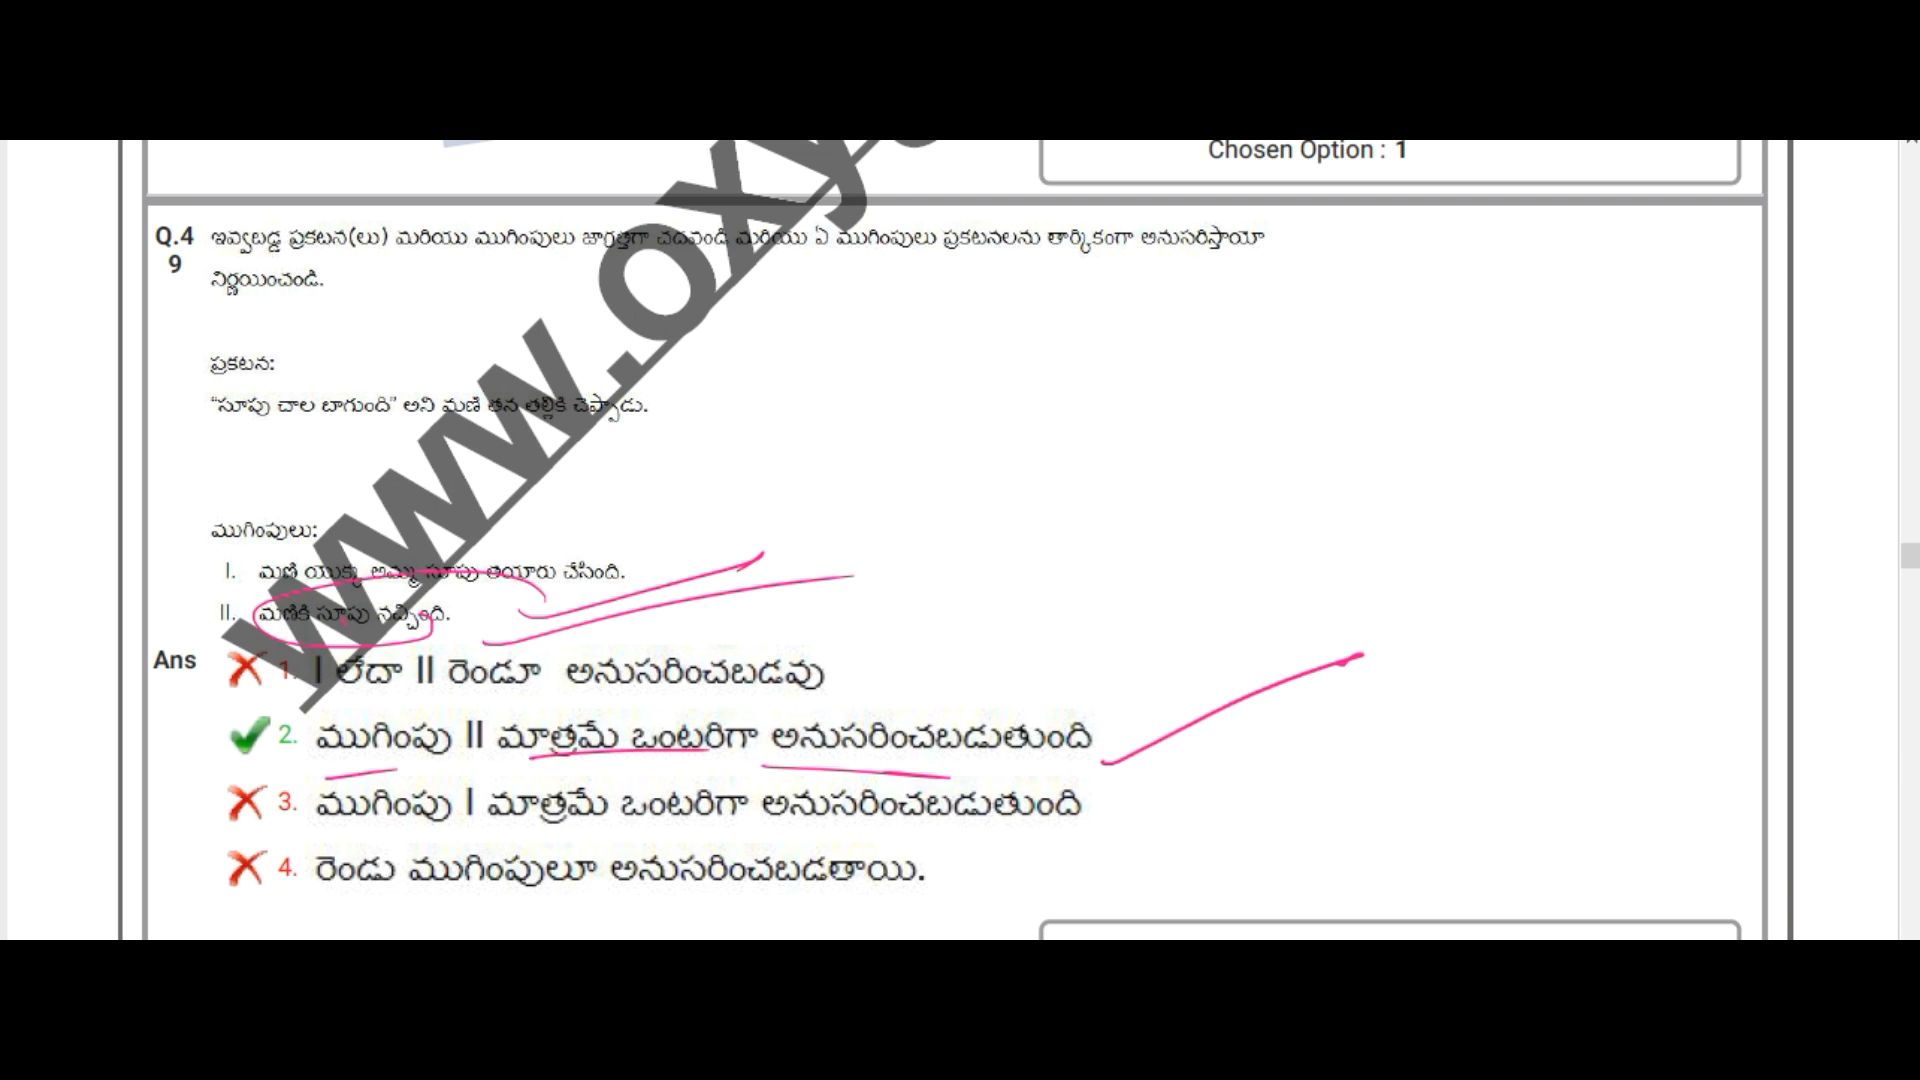 Chosen Option : 1
www.oxy
Q.4 ఇవ్వబడ్డ ప్రకటన(లు) మరియు ముగింపులు జాగ్రత్తగా చదవండి మరియు ఏ ముగింపులు ప్రకటనలను తార్కికంగా అనుసరిస్తాయో
9 నిర్ణయించండి.
ప్రకటన:
“సూపు చాల బాగుంది” అని మణి తన తల్లికి చెప్పాడు.
ముగింపులు:
I. మణి యొక్క అమ్మ సూపు తయారు చేసింది.
II. మణికి సూపు నచ్చింది.
Ans 1. I లేదా II రెండూ అనుసరించబడవు
2. ముగింపు II మాత్రమే ఒంటరిగా అనుసరించబడుతుంది
3. ముగింపు I మాత్రమే ఒంటరిగా అనుసరించబడుతుంది
4. రెండు ముగింపులూ అనుసరించబడతాయి.